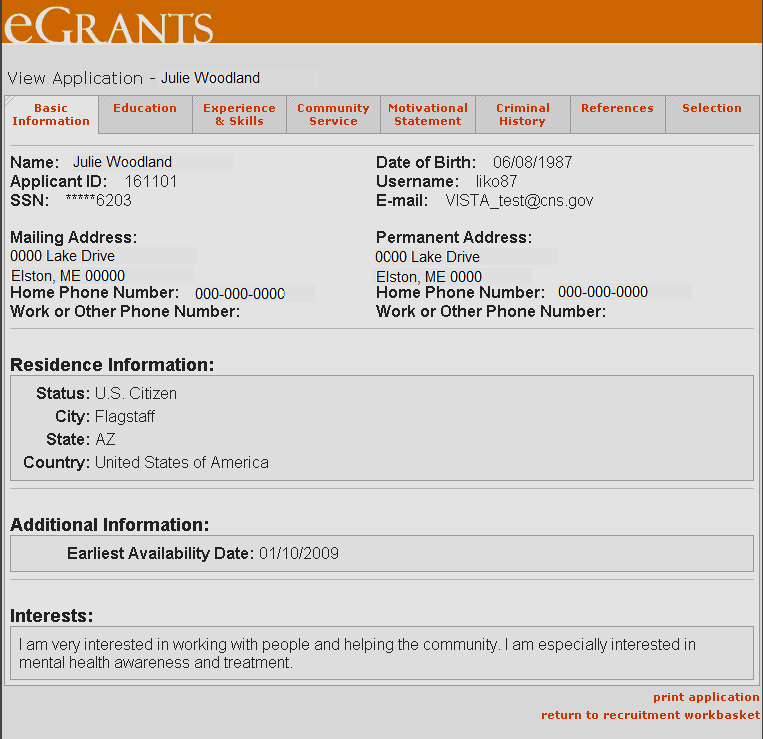 eGRANTS
View Application - Julie Woodland
Basic Information
Education
Experience & Skills
Community Service
Motivational Statement
Criminal History
References
Selection
Name: Julie Woodland
Date of Birth: 06/08/1987
Applicant ID: 161101
Username: liko87
SSN: *****6203
E-mail: VISTA_test@cns.gov
Mailing Address:
Permanent Address:
0000 Lake Drive
0000 Lake Drive
Elston, ME 00000
Elston, ME 0000
Home Phone Number: 000-000-0000
Home Phone Number: 000-000-0000
Work or Other Phone Number:
Work or Other Phone Number:
Residence Information:
Status: U.S. Citizen
City: Flagstaff
State: AZ
Country: United States of America
Additional Information:
Earliest Availability Date: 01/10/2009
Interests:
I am very interested in working with people and helping the community. I am especially interested in
mental health awareness and treatment.
print application
return to recruitment workbasket